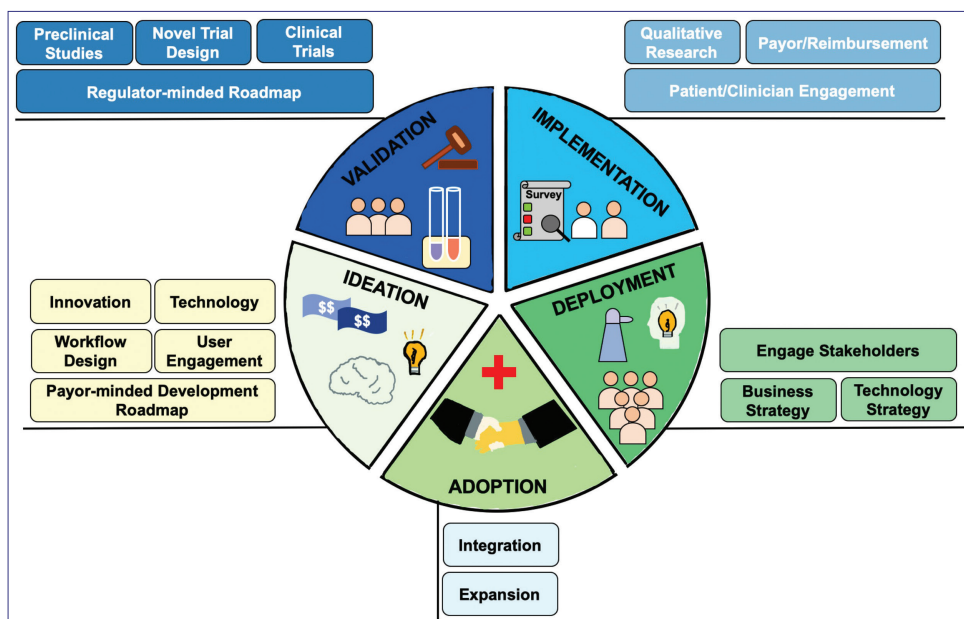 Preclinical
Studies
Novel Trial
Design
Clinical
Trials
Regulator-minded Roadmap
Qualitative
Research
Payor/Reimbursement
Patient/Clinician Engagement
VALIDATION
IMPLEMENTATION
Survey
IDEATION
$$
$$
DEPLOYMENT
Innovation
Technology
Workflow
Design
User
Engagement
Payor-minded Development
Roadmap
Engage Stakeholders
Business
Strategy
Technology
Strategy
ADOPTION
Integration
Expansion